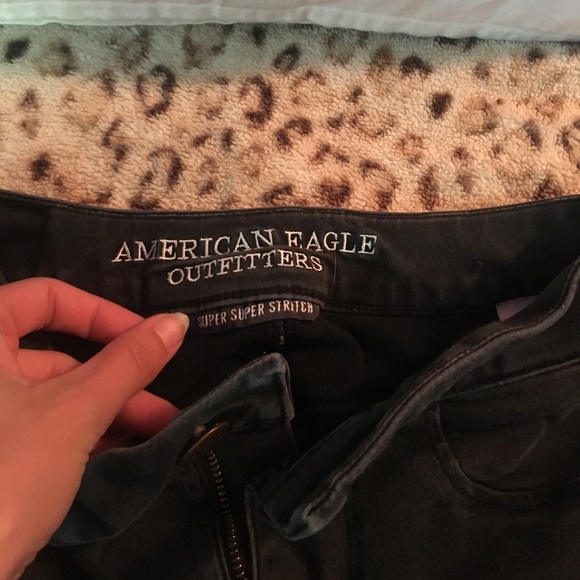 AMERICAN EAGLE
OUTFITTERS
SUPER SUPER STRETCH